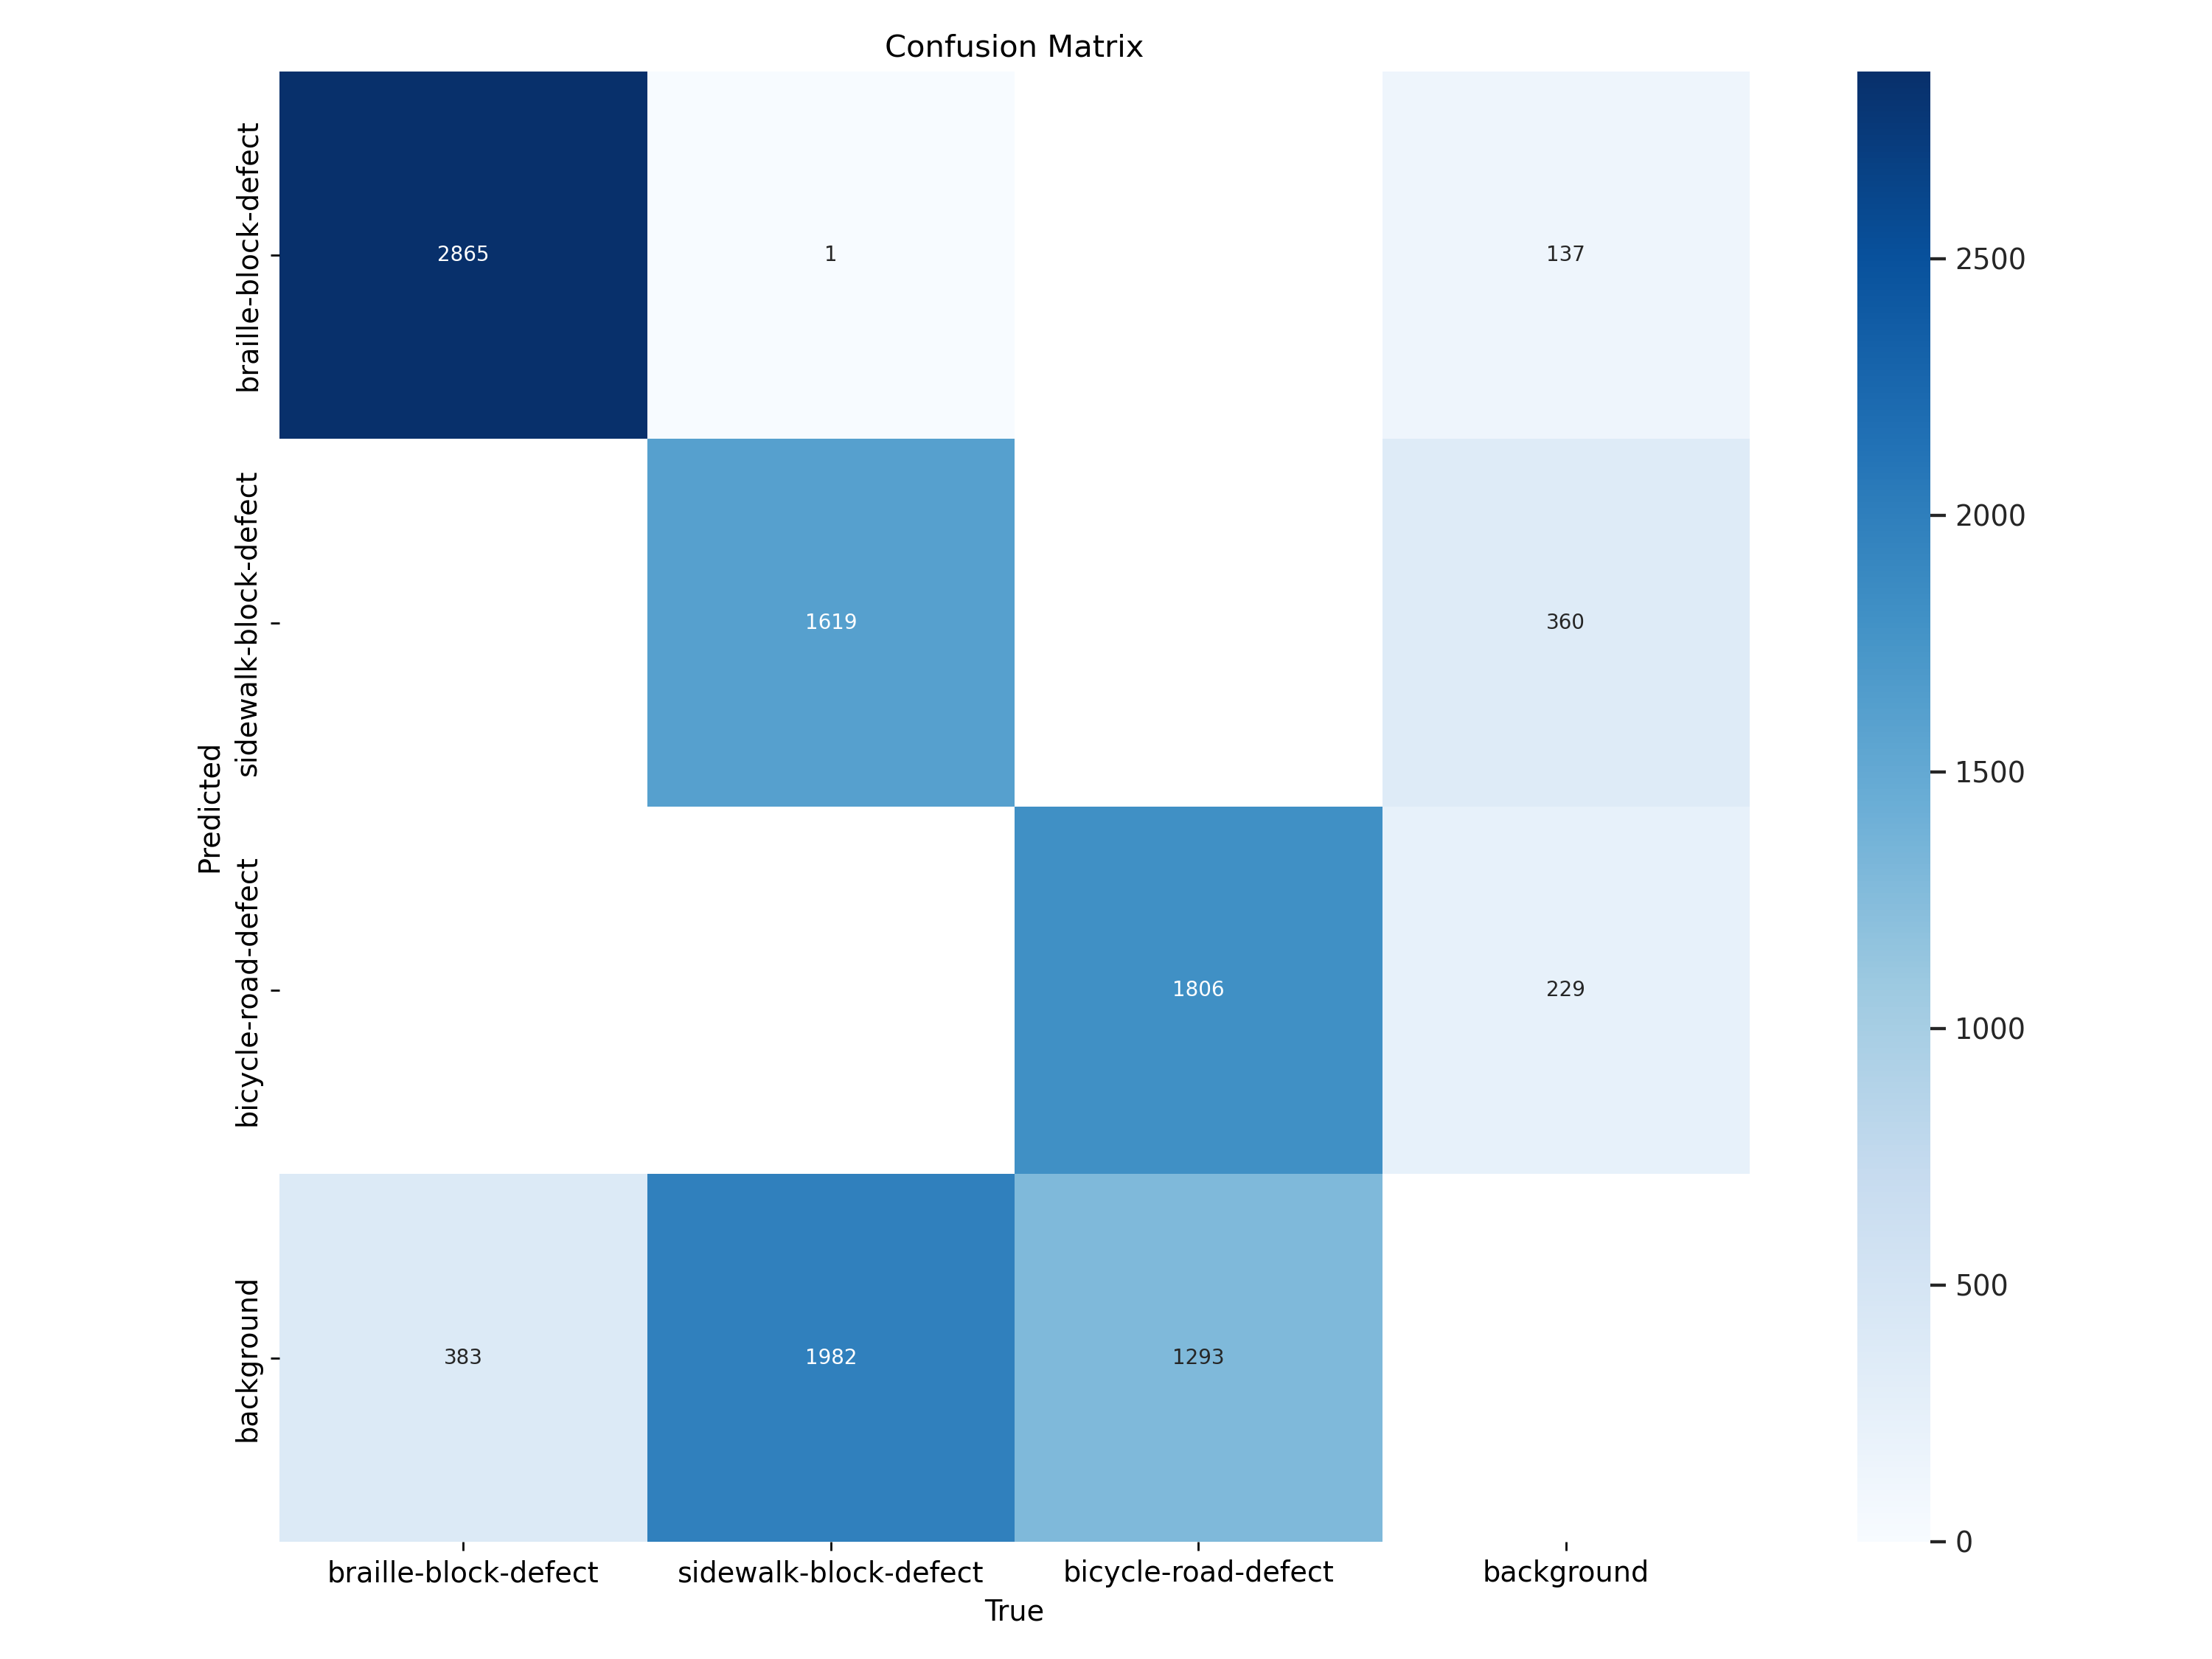 Confusion Matrix
braille-block-defect
sidewalk-block-defect
bicycle-road-defect
background
Predicted
2865
1
137
1619
360
1806
229
383
1982
1293
braille-block-defect
sidewalk-block-defect
bicycle-road-defect
background
True
2500
2000
1500
1000
500
0